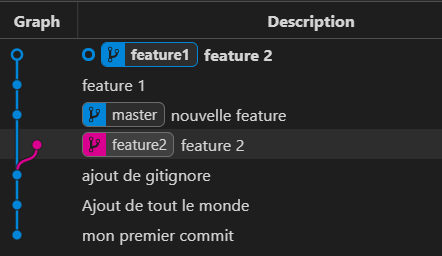 Graph Description
feature1 feature 2
feature 1
master nouvelle feature
feature2 feature 2
ajout de gitignore
Ajout de tout le monde
mon premier commit